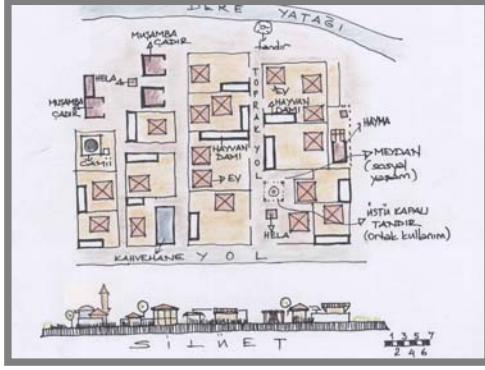 DERE YATAĞI
MUŞAMBA
ÇADIR
tandır
HELA
MUŞAMBA
ÇADIR
TOPRAK YOL
EV
HAYVAN
DAMI
HAYMA
CAMİİ
HAYVAN
DAMI
EV
MEYDAN
(sosyal
yaşam)
HELA
ÜSTÜ KAPALI
TANDIR
(Ortak kullanım)
KAHVEHANE
YOL
SİLÜET
1 3 5 7
2 4 6